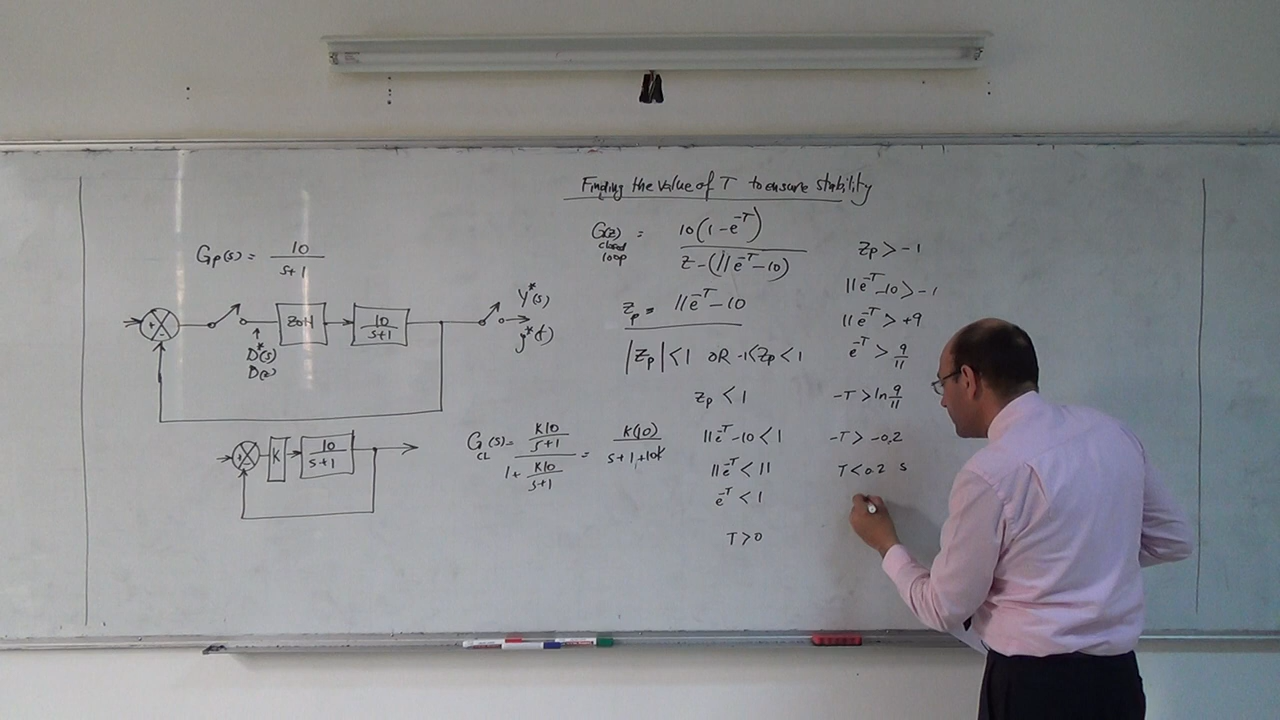 Finding the value of T to ensure stability
Gp(s) = 10 / s+1
ZOH
10 / s+1
D*(s)
D(z)
Y*(s)
y*(t)
K
10 / s+1
G(z) closed loop = 10(1-e^-T) / z-(11e^-T-10)
zp = 11e^-T-10
|zp| <1 OR -1<zp<1
zp <1
11e^-T-10 <1
11e^-T <11
e^-T <1
T>0
zp > -1
11e^-T-10 > -1
11e^-T > +9
e^-T > 9/11
-T > ln 9/11
-T > -0.2
T < 0.2 s
G_CL(s) = (K10 / s+1) / (1+ K10 / s+1) = K(10) / s+1+10K